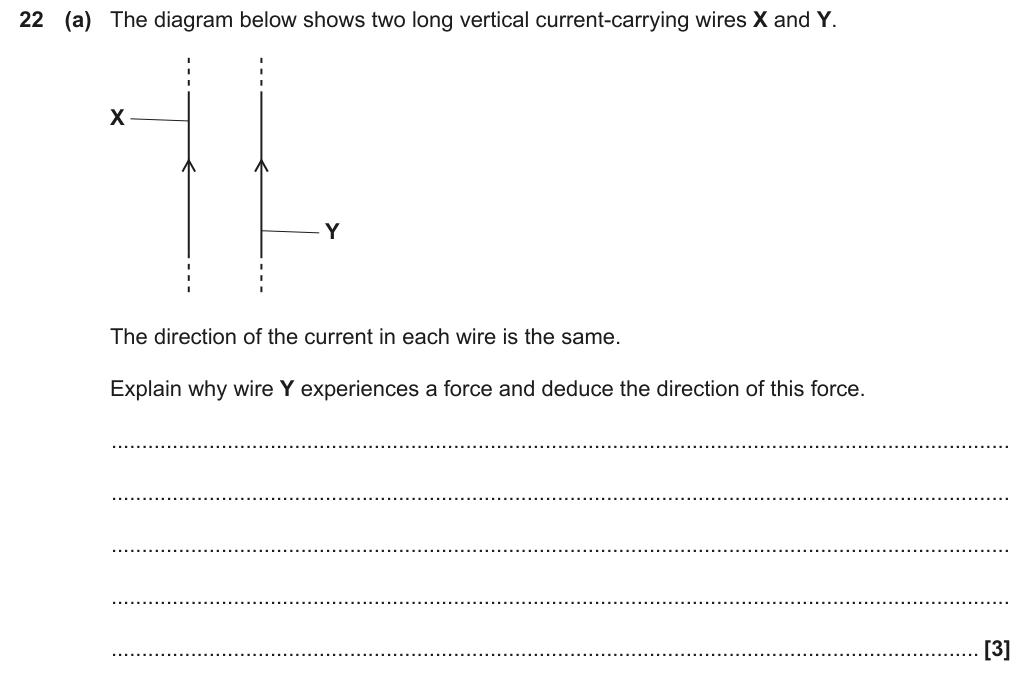 22 (a) The diagram below shows two long vertical current-carrying wires X and Y.
X
Y
The direction of the current in each wire is the same.
Explain why wire Y experiences a force and deduce the direction of this force.
....................................................................................................................................................
....................................................................................................................................................
....................................................................................................................................................
....................................................................................................................................................
............................................................................................................................................... [3]